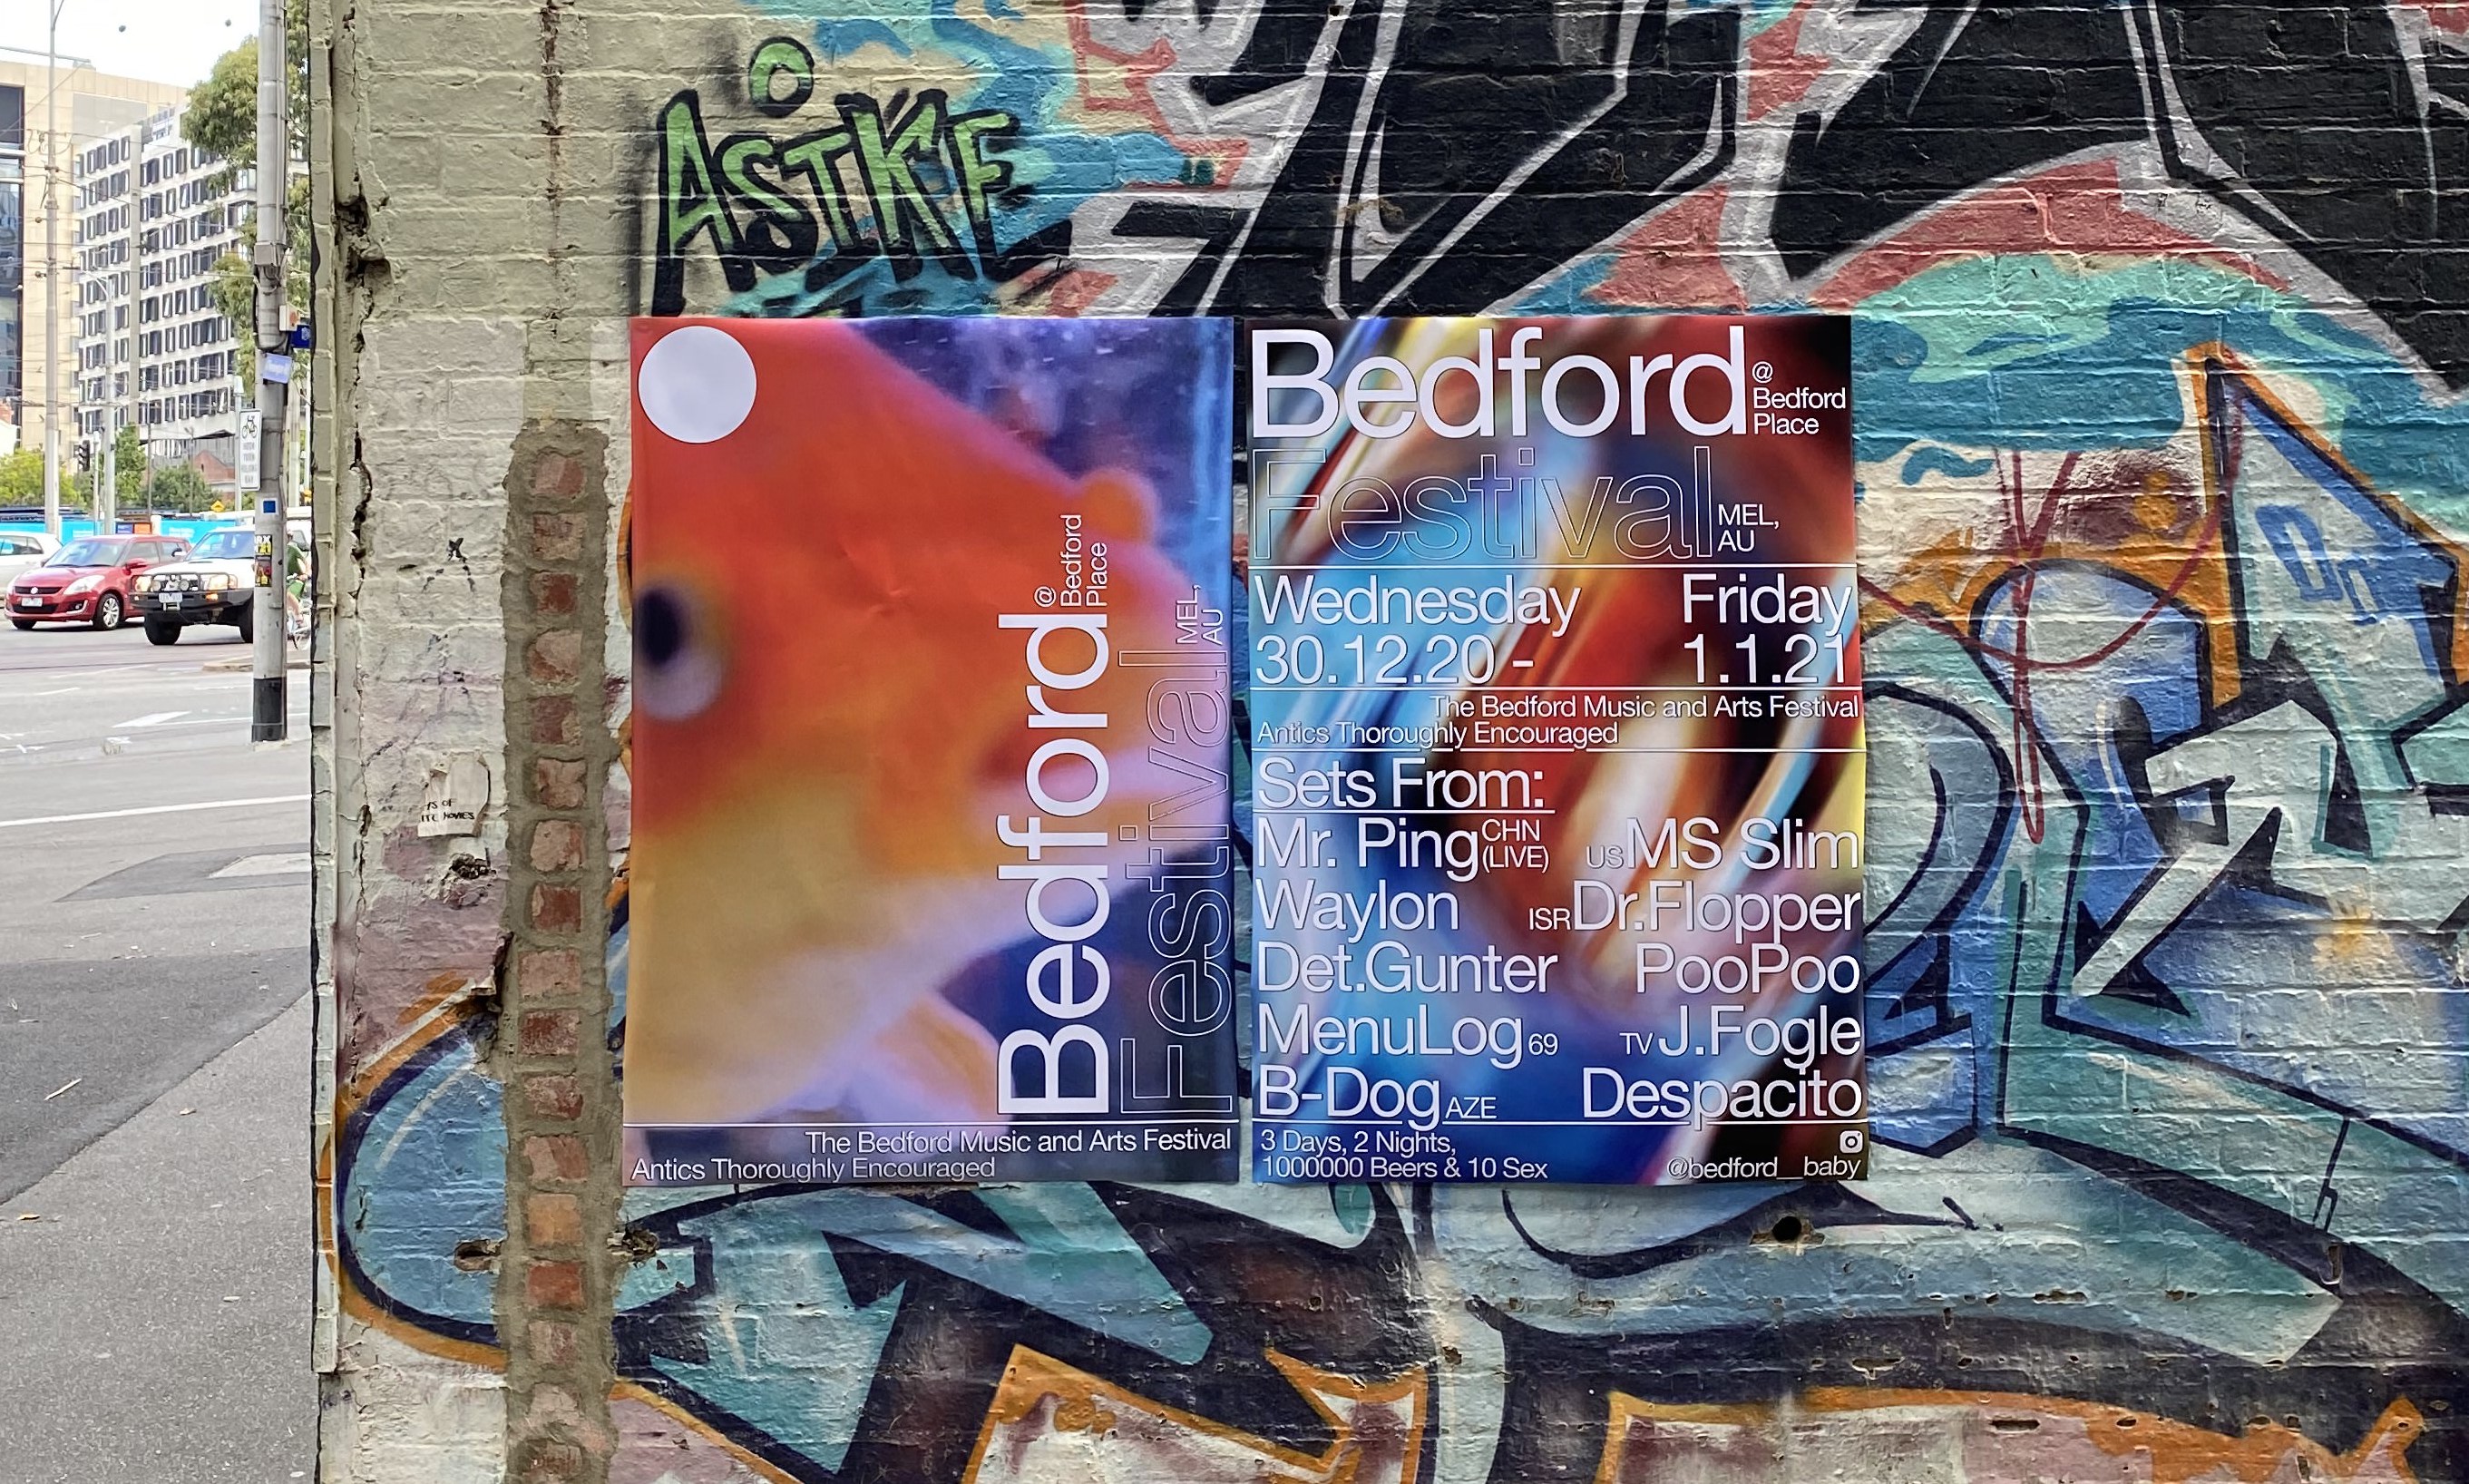 ASIKE
Bedford
@
Bedford
Place
Festival
MEL,
AU
The Bedford Music and Arts Festival
Antics Thoroughly Encouraged
Bedford
@
Bedford
Place
Festival
MEL,
AU
Wednesday Friday
30.12.20 - 1.1.21
The Bedford Music and Arts Festival
Antics Thoroughly Encouraged
Sets From:
Mr. Ping CHN (LIVE) US MS Slim
Waylon ISR Dr.Flopper
Det.Gunter PooPoo
MenuLog 69 TV J.Fogle
B-Dog AZE Despacito
3 Days, 2 Nights,
1000000 Beers & 10 Sex
@bedford__baby